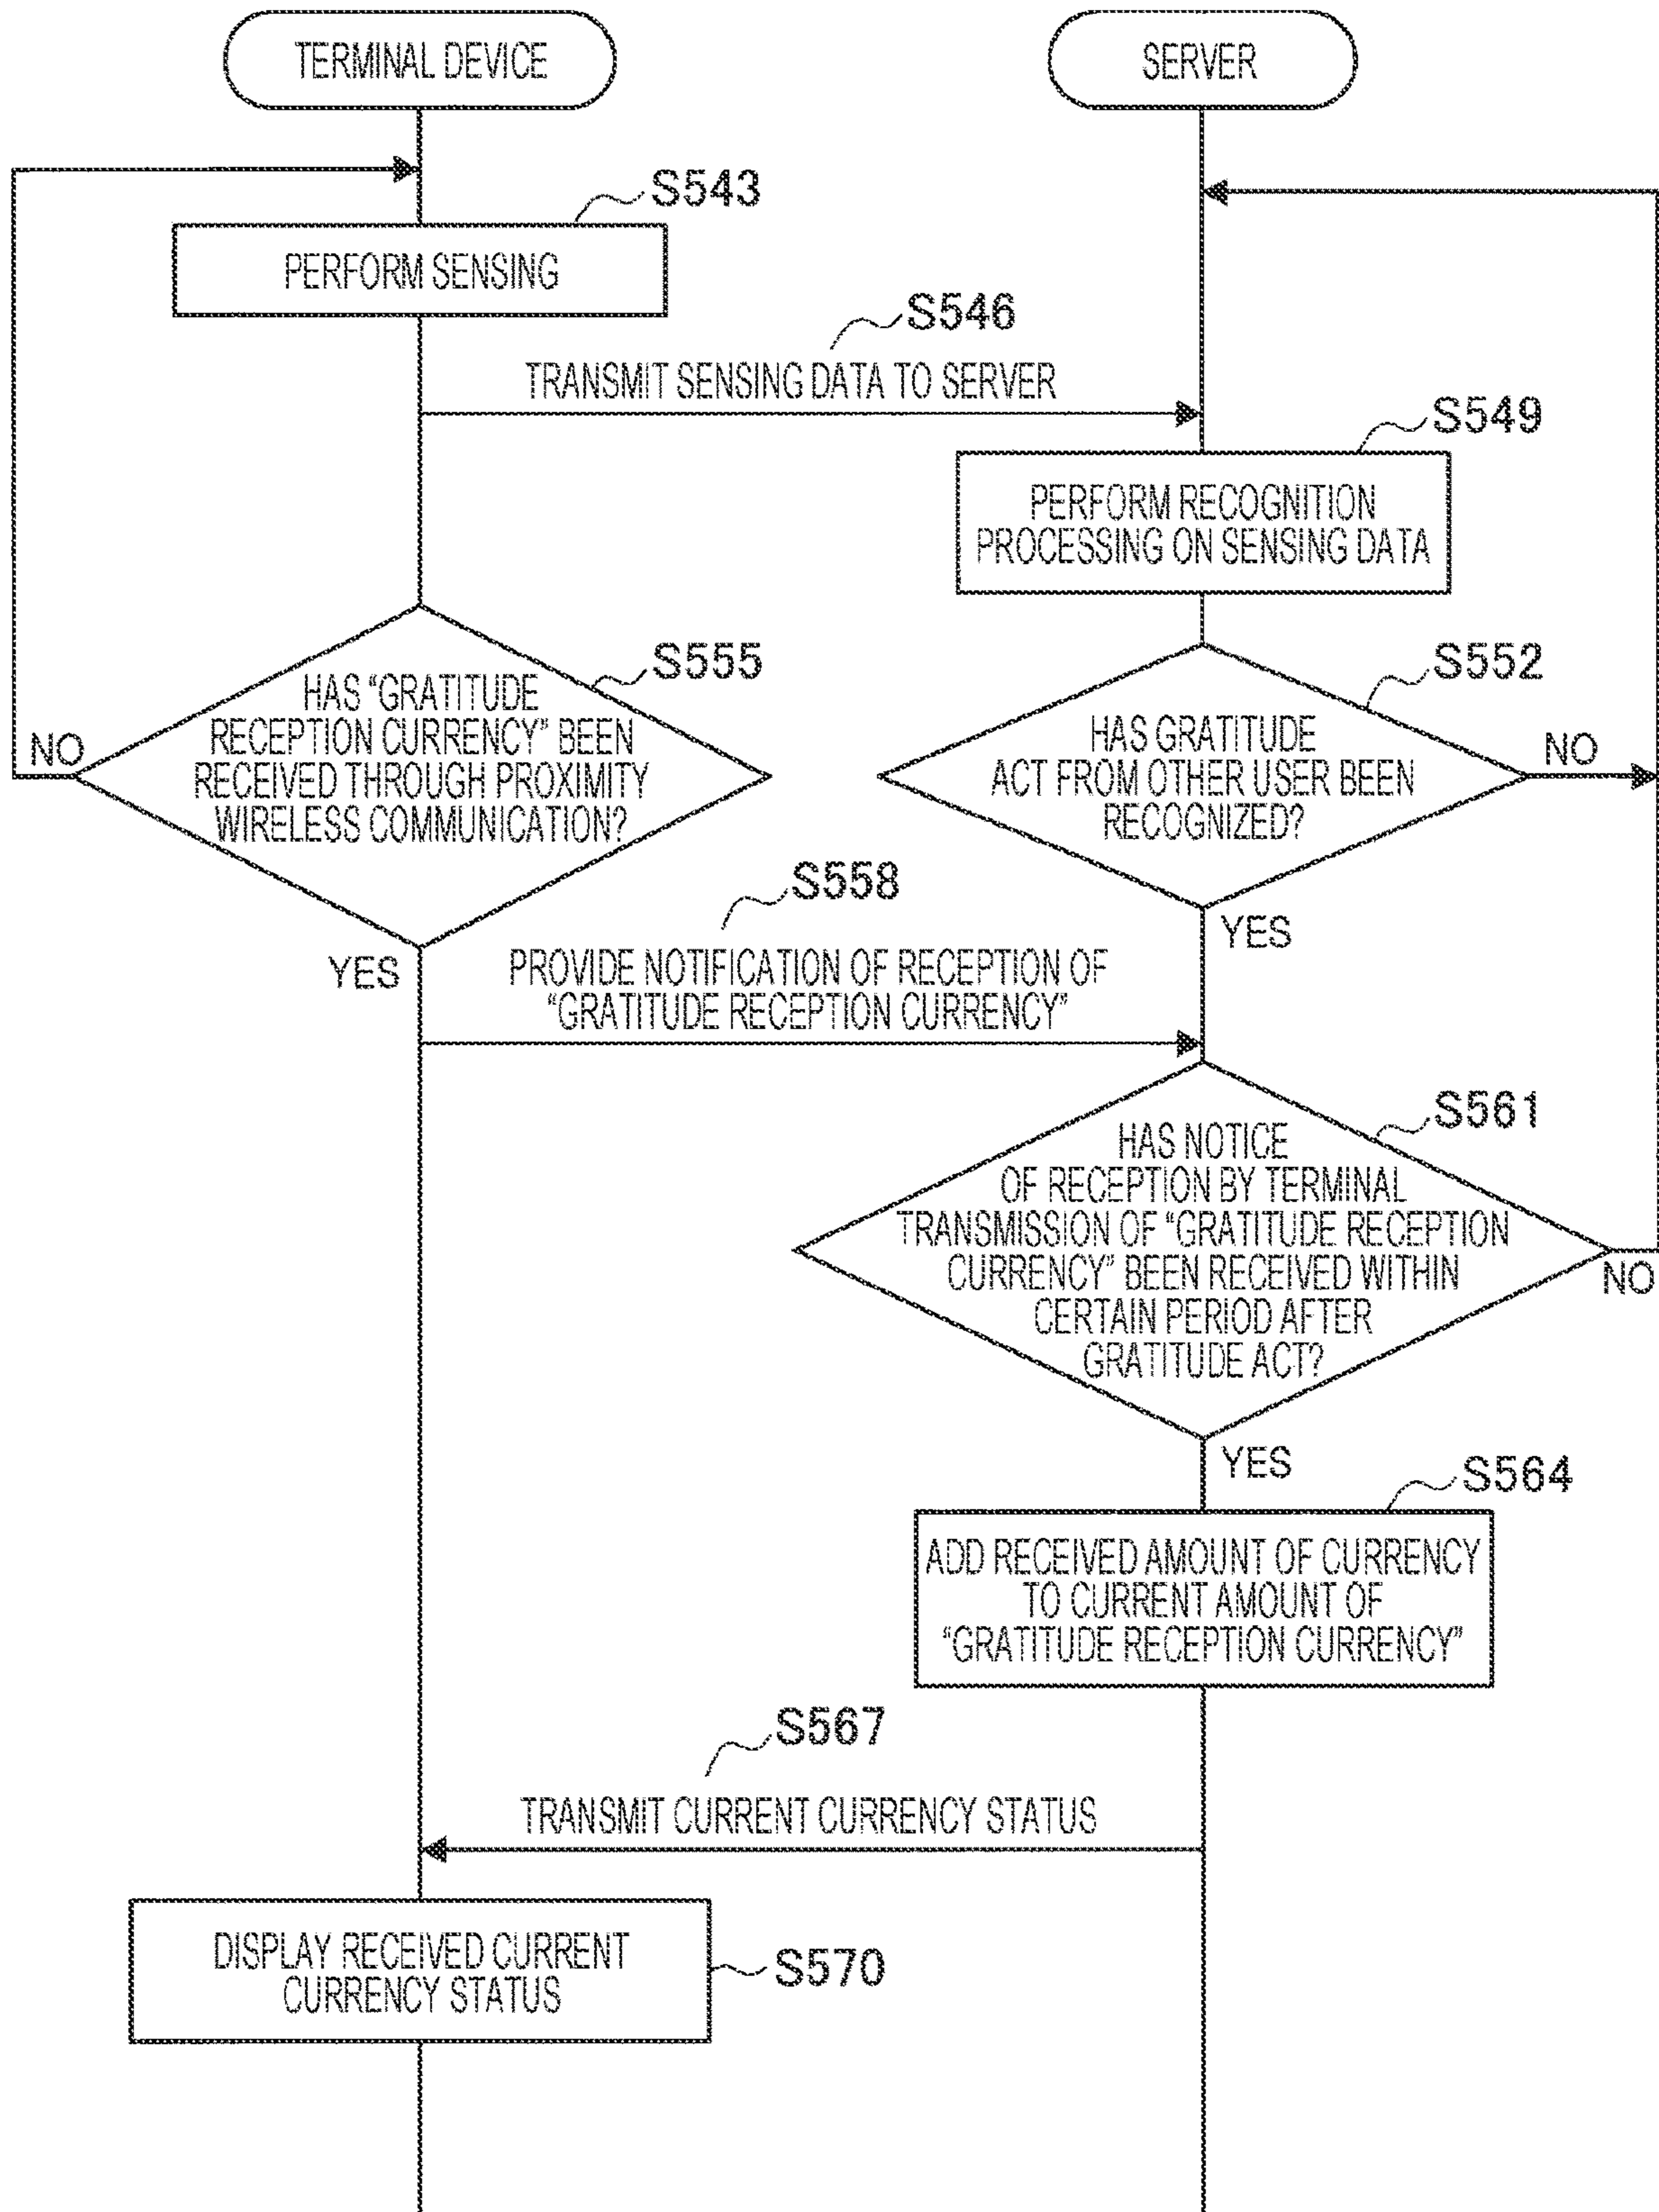 TERMINAL DEVICE
SERVER
S543
PERFORM SENSING
S546
TRANSMIT SENSING DATA TO SERVER
S549
PERFORM RECOGNITION
PROCESSING ON SENSING DATA
S555
HAS “GRATITUDE
RECEPTION CURRENCY” BEEN
RECEIVED THROUGH PROXIMITY
WIRELESS COMMUNICATION?
NO
YES
S552
HAS GRATITUDE
ACT FROM OTHER USER BEEN
RECOGNIZED?
NO
YES
S558
PROVIDE NOTIFICATION OF RECEPTION OF
“GRATITUDE RECEPTION CURRENCY”
S561
HAS NOTICE
OF RECEPTION BY TERMINAL
TRANSMISSION OF “GRATITUDE RECEPTION
CURRENCY” BEEN RECEIVED WITHIN
CERTAIN PERIOD AFTER
GRATITUDE ACT?
NO
YES
S564
ADD RECEIVED AMOUNT OF CURRENCY
TO CURRENT AMOUNT OF
“GRATITUDE RECEPTION CURRENCY”
S567
TRANSMIT CURRENT CURRENCY STATUS
DISPLAY RECEIVED CURRENT
CURRENCY STATUS
S570